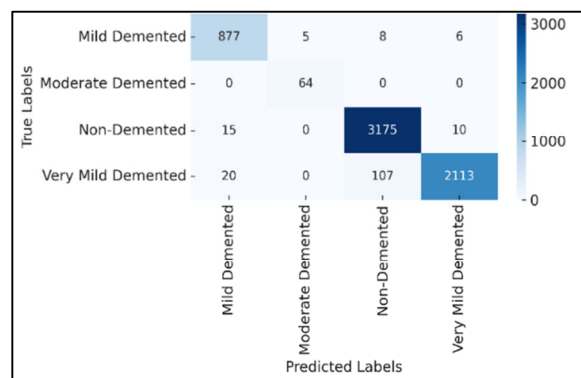 True Labels
Mild Demented 877 5 8 6
Moderate Demented 0 64 0 0
Non-Demented 15 0 3175 10
Very Mild Demented 20 0 107 2113
3000
2000
1000
0
Mild Demented
Moderate Demented
Non-Demented
Very Mild Demented
Predicted Labels